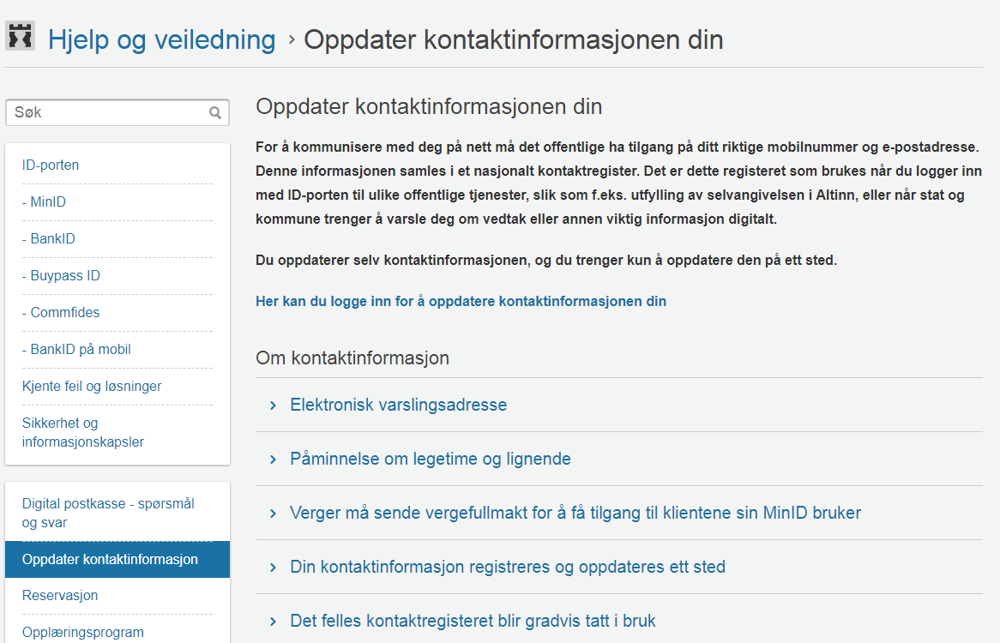 Hjelp og veiledning › Oppdater kontaktinformasjonen din
Søk
ID-porten
- MinID
- BankID
- Buypass ID
- Commfides
- BankID på mobil
Kjente feil og løsninger
Sikkerhet og
informasjonskapsler
Digital postkasse - spørsmål
og svar
Oppdater kontaktinformasjon
Reservasjon
Opplæringsprogram
Oppdater kontaktinformasjonen din
For å kommunisere med deg på nett må det offentlige ha tilgang på ditt riktige mobilnummer og e-postadresse.
Denne informasjonen samles i et nasjonalt kontaktregister. Det er dette registeret som brukes når du logger inn
med ID-porten til ulike offentlige tjenester, slik som f.eks. utfylling av selvangivelsen i Altinn, eller når stat og
kommune trenger å varsle deg om vedtak eller annen viktig informasjon digitalt.
Du oppdaterer selv kontaktinformasjonen, og du trenger kun å oppdatere den på ett sted.
Her kan du logge inn for å oppdatere kontaktinformasjonen din
Om kontaktinformasjon
› Elektronisk varslingsadresse
› Påminnelse om legetime og lignende
› Verger må sende vergefullmakt for å få tilgang til klientene sin MinID bruker
› Din kontaktinformasjon registreres og oppdateres ett sted
› Det felles kontaktregisteret blir gradvis tatt i bruk